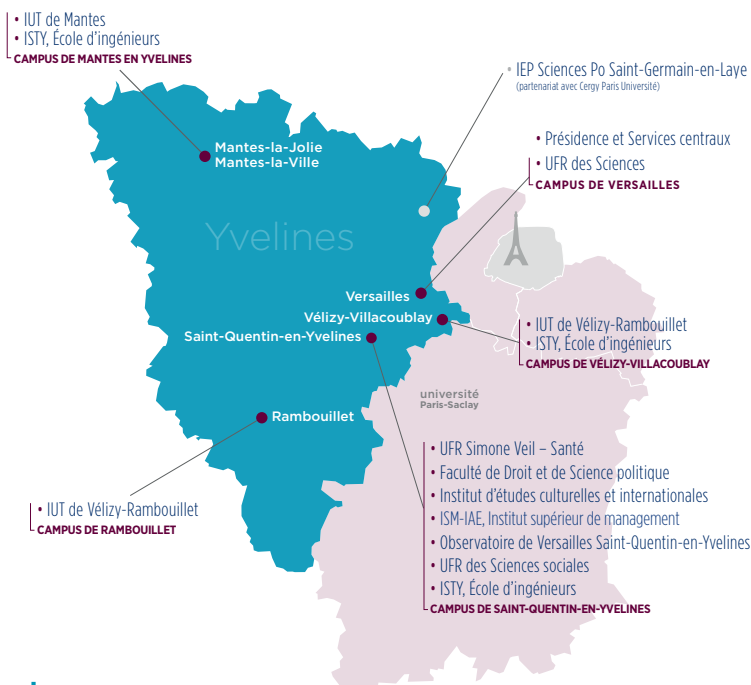 • IUT de Mantes
• ISTY, École d'ingénieurs
CAMPUS DE MANTES EN YVELINES
• IEP Sciences Po Saint-Germain-en-Laye
(partenariat avec Cergy Paris Université)
• Présidence et Services centraux
• UFR des Sciences
CAMPUS DE VERSAILLES
Mantes-la-Jolie
Mantes-la-Ville
Yvelines
Versailles
Vélizy-Villacoublay
Saint-Quentin-en-Yvelines
• IUT de Vélizy-Rambouillet
• ISTY, École d'ingénieurs
CAMPUS DE VÉLIZY-VILLACOUBLAY
université
Paris-Saclay
Rambouillet
• UFR Simone Veil – Santé
• Faculté de Droit et de Science politique
• Institut d'études culturelles et internationales
• ISM-IAE, Institut supérieur de management
• Observatoire de Versailles Saint-Quentin-en-Yvelines
• UFR des Sciences sociales
• ISTY, École d'ingénieurs
CAMPUS DE SAINT-QUENTIN-EN-YVELINES
• IUT de Vélizy-Rambouillet
CAMPUS DE RAMBOUILLET